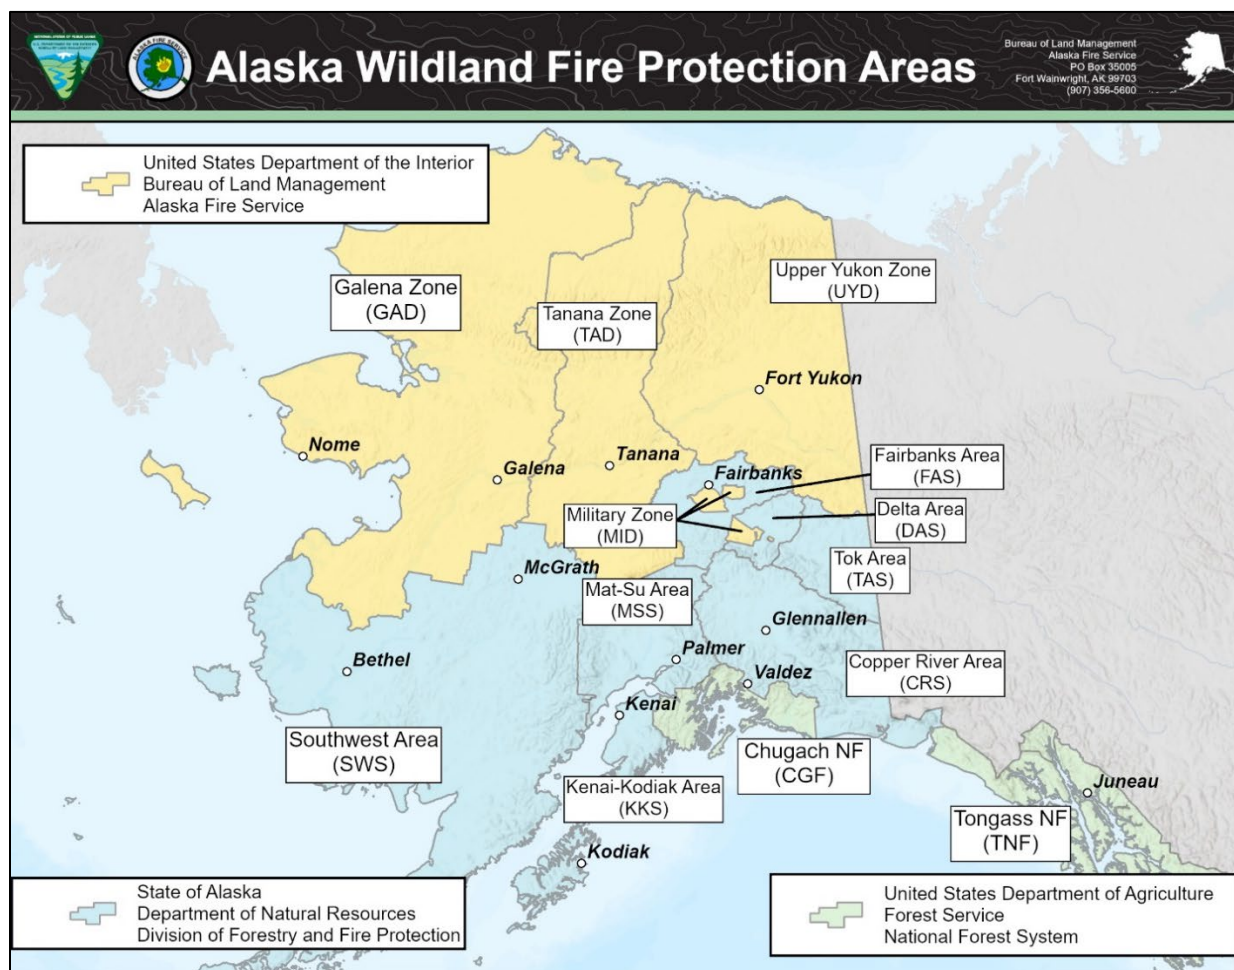 Alaska Wildland Fire Protection Areas
Bureau of Land Management
Alaska Fire Service
PO Box 35005
Fort Wainwright, AK 99703
(907) 356-5600
ALASKA FIRE SERVICE
United States Department of the Interior
Bureau of Land Management
Alaska Fire Service
Galena Zone
(GAD)
Tanana Zone
(TAD)
Upper Yukon Zone
(UYD)
Fort Yukon
Nome
Galena
Tanana
Fairbanks
Fairbanks Area
(FAS)
Military Zone
(MID)
Delta Area
(DAS)
McGrath
Tok Area
(TAS)
Mat-Su Area
(MSS)
Glennallen
Bethel
Palmer
Valdez
Copper River Area
(CRS)
Kenai
Southwest Area
(SWS)
Chugach NF
(CGF)
Kenai-Kodiak Area
(KKS)
Juneau
Tongass NF
(TNF)
Kodiak
State of Alaska
Department of Natural Resources
Division of Forestry and Fire Protection
United States Department of Agriculture
Forest Service
National Forest System